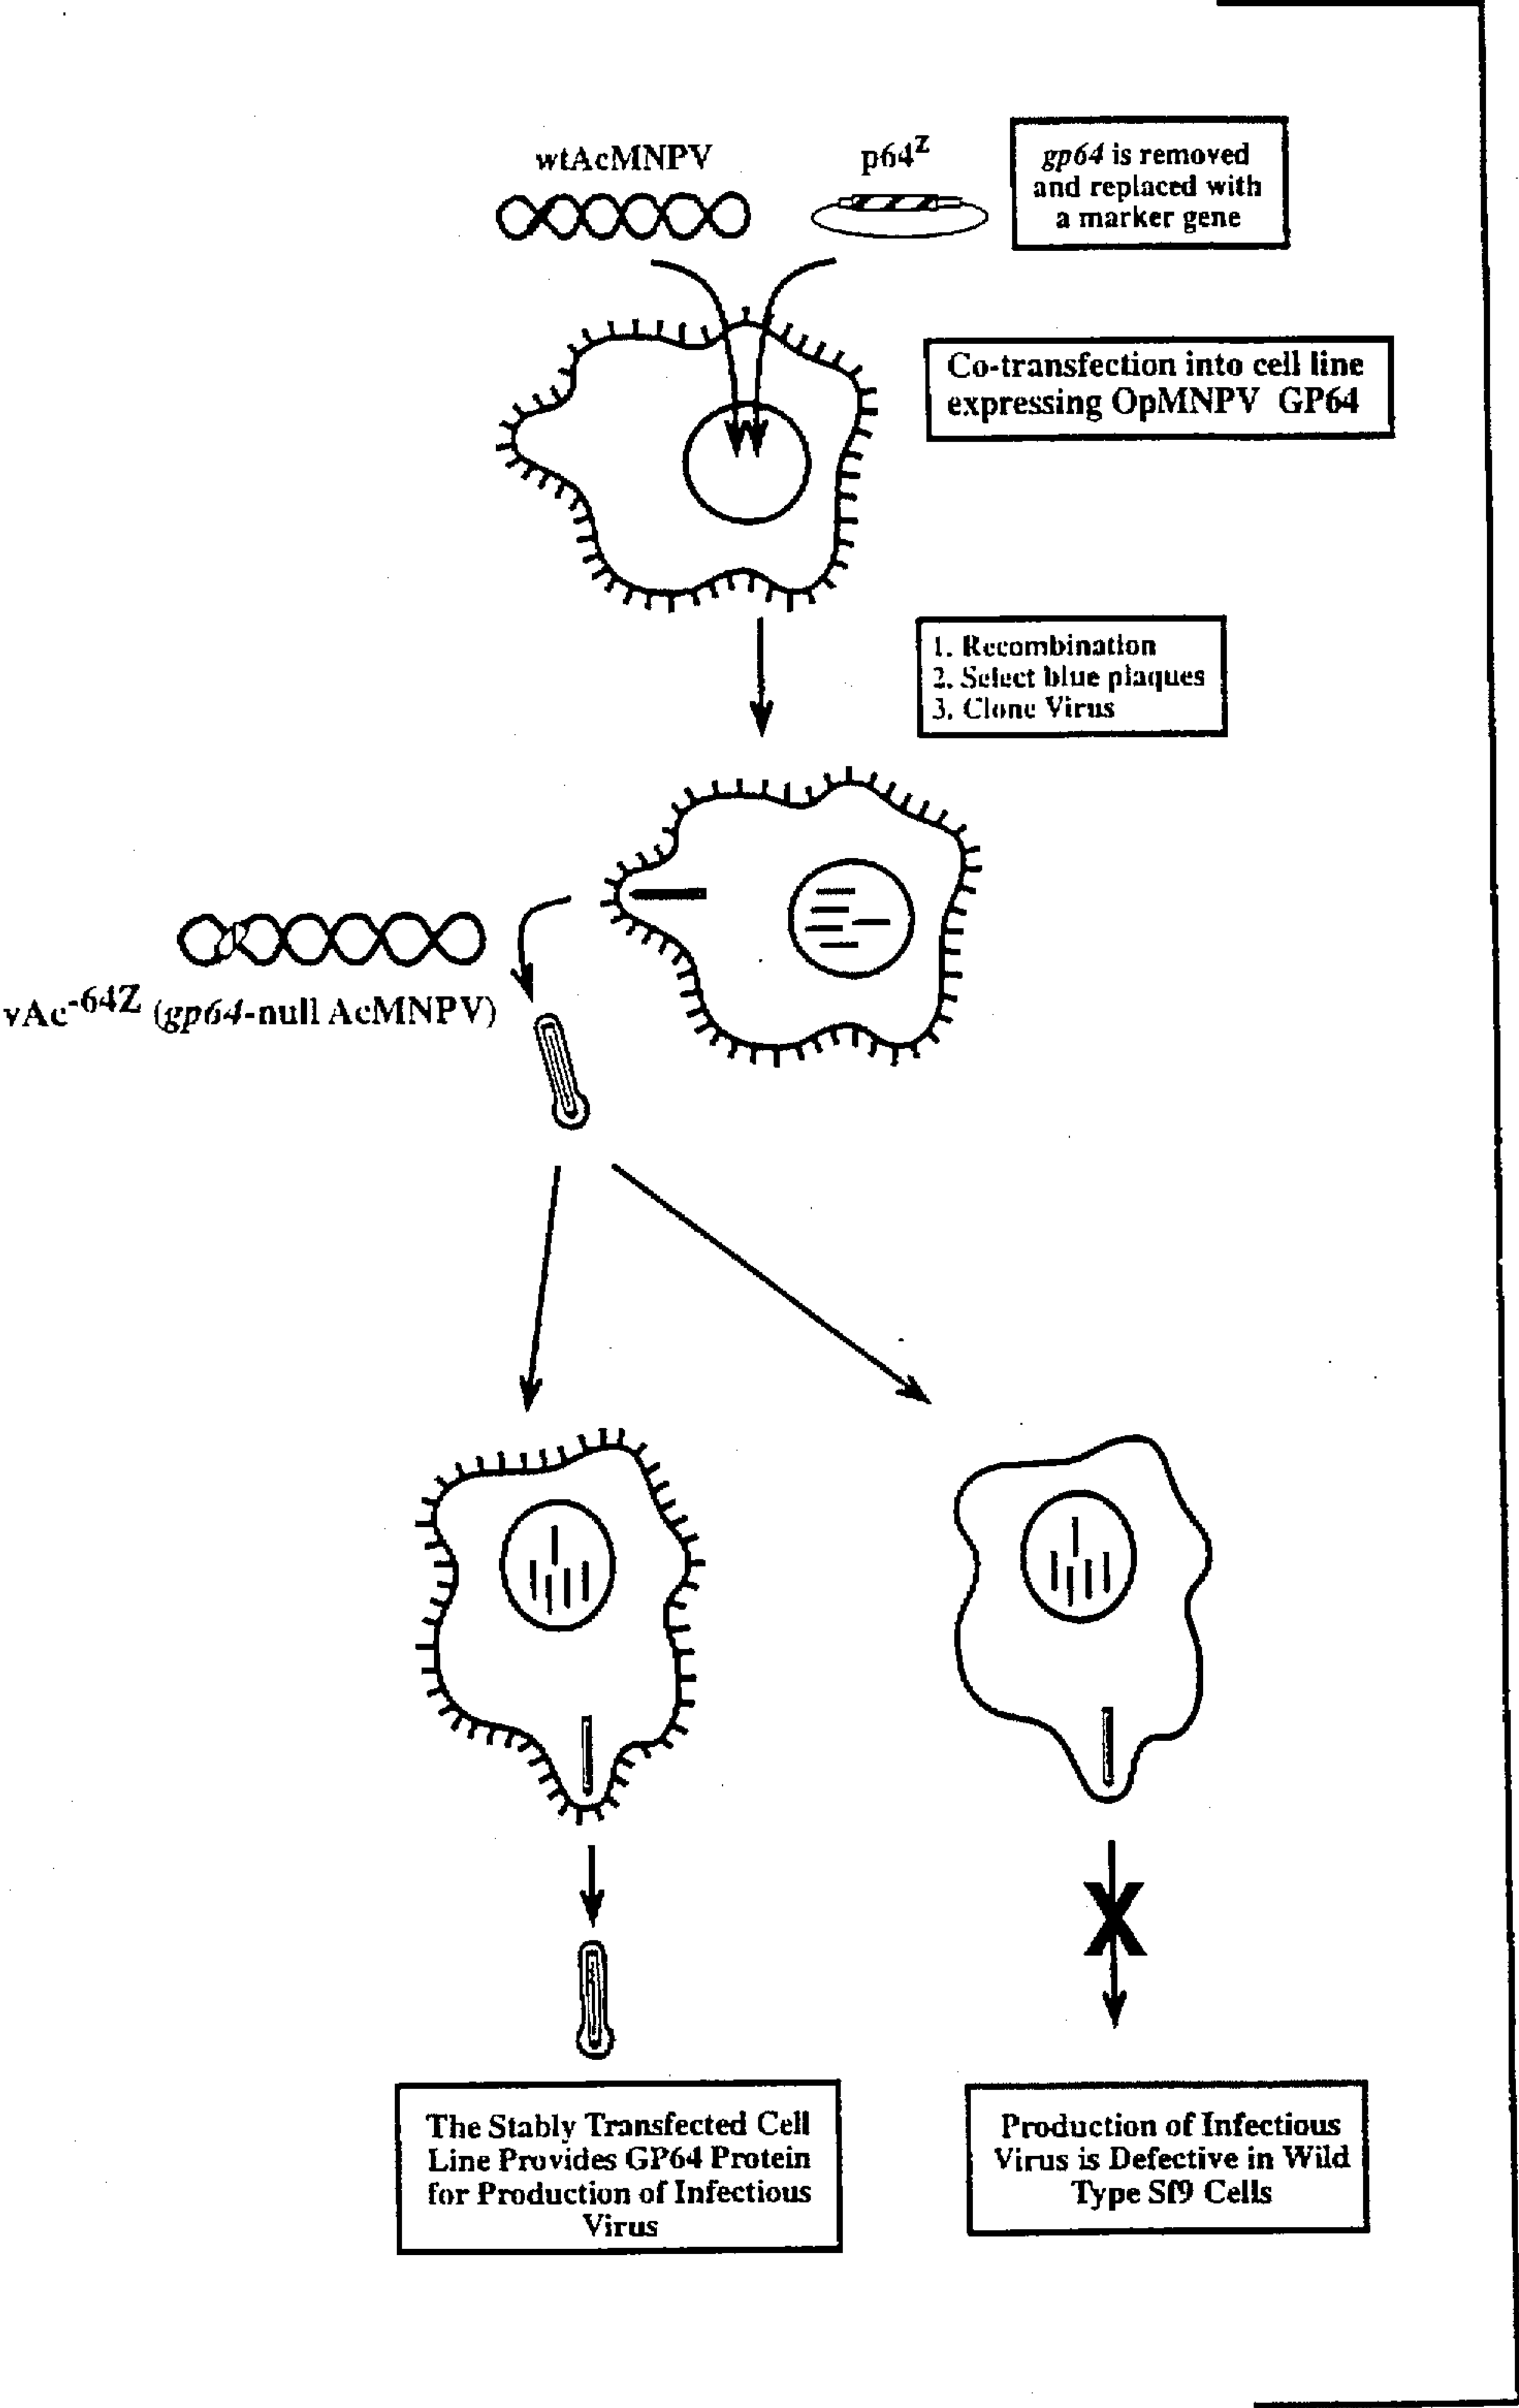 wtAcMNPV
p64Z
gp64 is removed
and replaced with
a marker gene
Co-transfection into cell line
expressing OpMNPV GP64
1. Recombination
2. Select blue plaques
3. Clone Virus
vAc-64Z (gp64-null AcMNPV)
The Stably Transfected Cell
Line Provides GP64 Protein
for Production of Infectious
Virus
X
Production of Infectious
Virus is Defective in Wild
Type Sf9 Cells